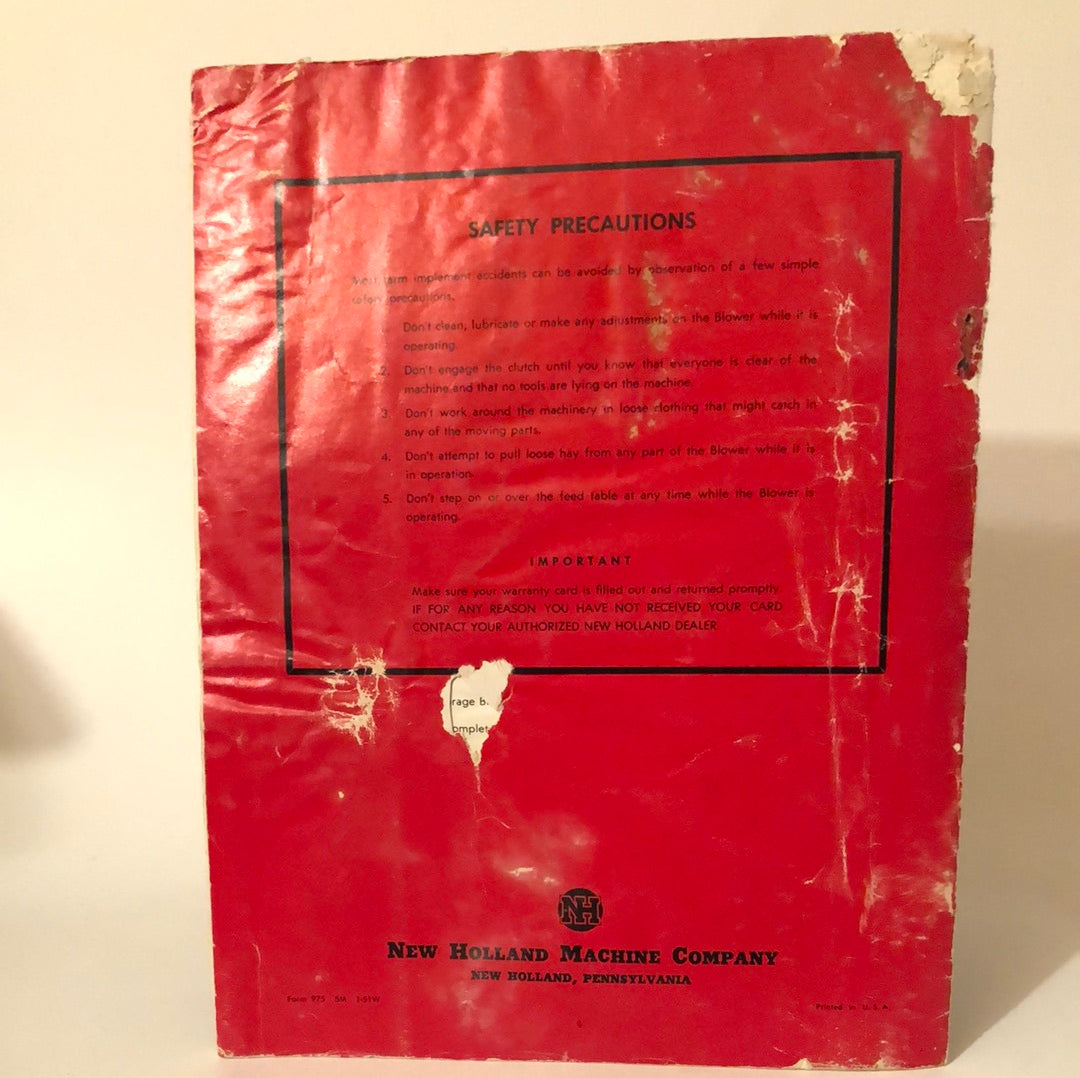 SAFETY PRECAUTIONS
Most farm implement accidents can be avoided by observation of a few simple
safety precautions.
Don't clean, lubricate or make any adjustments on the Blower while it is
operating.
2. Don't engage the clutch until you know that everyone is clear of the
machine and that no tools are lying on the machine.
3. Don't work around the machinery in loose clothing that might catch in
any of the moving parts.
4. Don't attempt to pull loose hay from any part of the Blower while it is
in operation.
5. Don't step on or over the feed table at any time while the Blower is
operating.
IMPORTANT
Make sure your warranty card is filled out and returned promptly.
IF FOR ANY REASON YOU HAVE NOT RECEIVED YOUR CARD
CONTACT YOUR AUTHORIZED NEW HOLLAND DEALER
rage b.
omplet
NH
NEW HOLLAND MACHINE COMPANY
NEW HOLLAND, PENNSYLVANIA
Form 975 5M 1-51W
Printed in U. S. A.